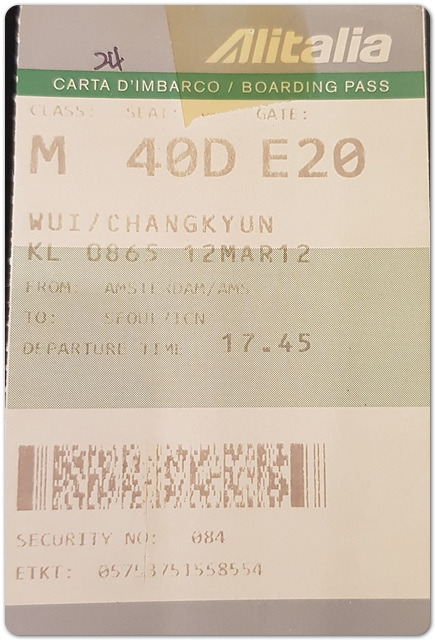 24
Alitalia
CARTA D'IMBARCO / BOARDING PASS
CLASS: SEAT: GATE:
M 40D E20
WUI/CHANGKYUN
KL 0865 12MAR12
FROM: AMSTERDAM/AMS
TO: SEOUL/ICN
DEPARTURE TIME 17.45
SECURITY NO: 084
ETKT: